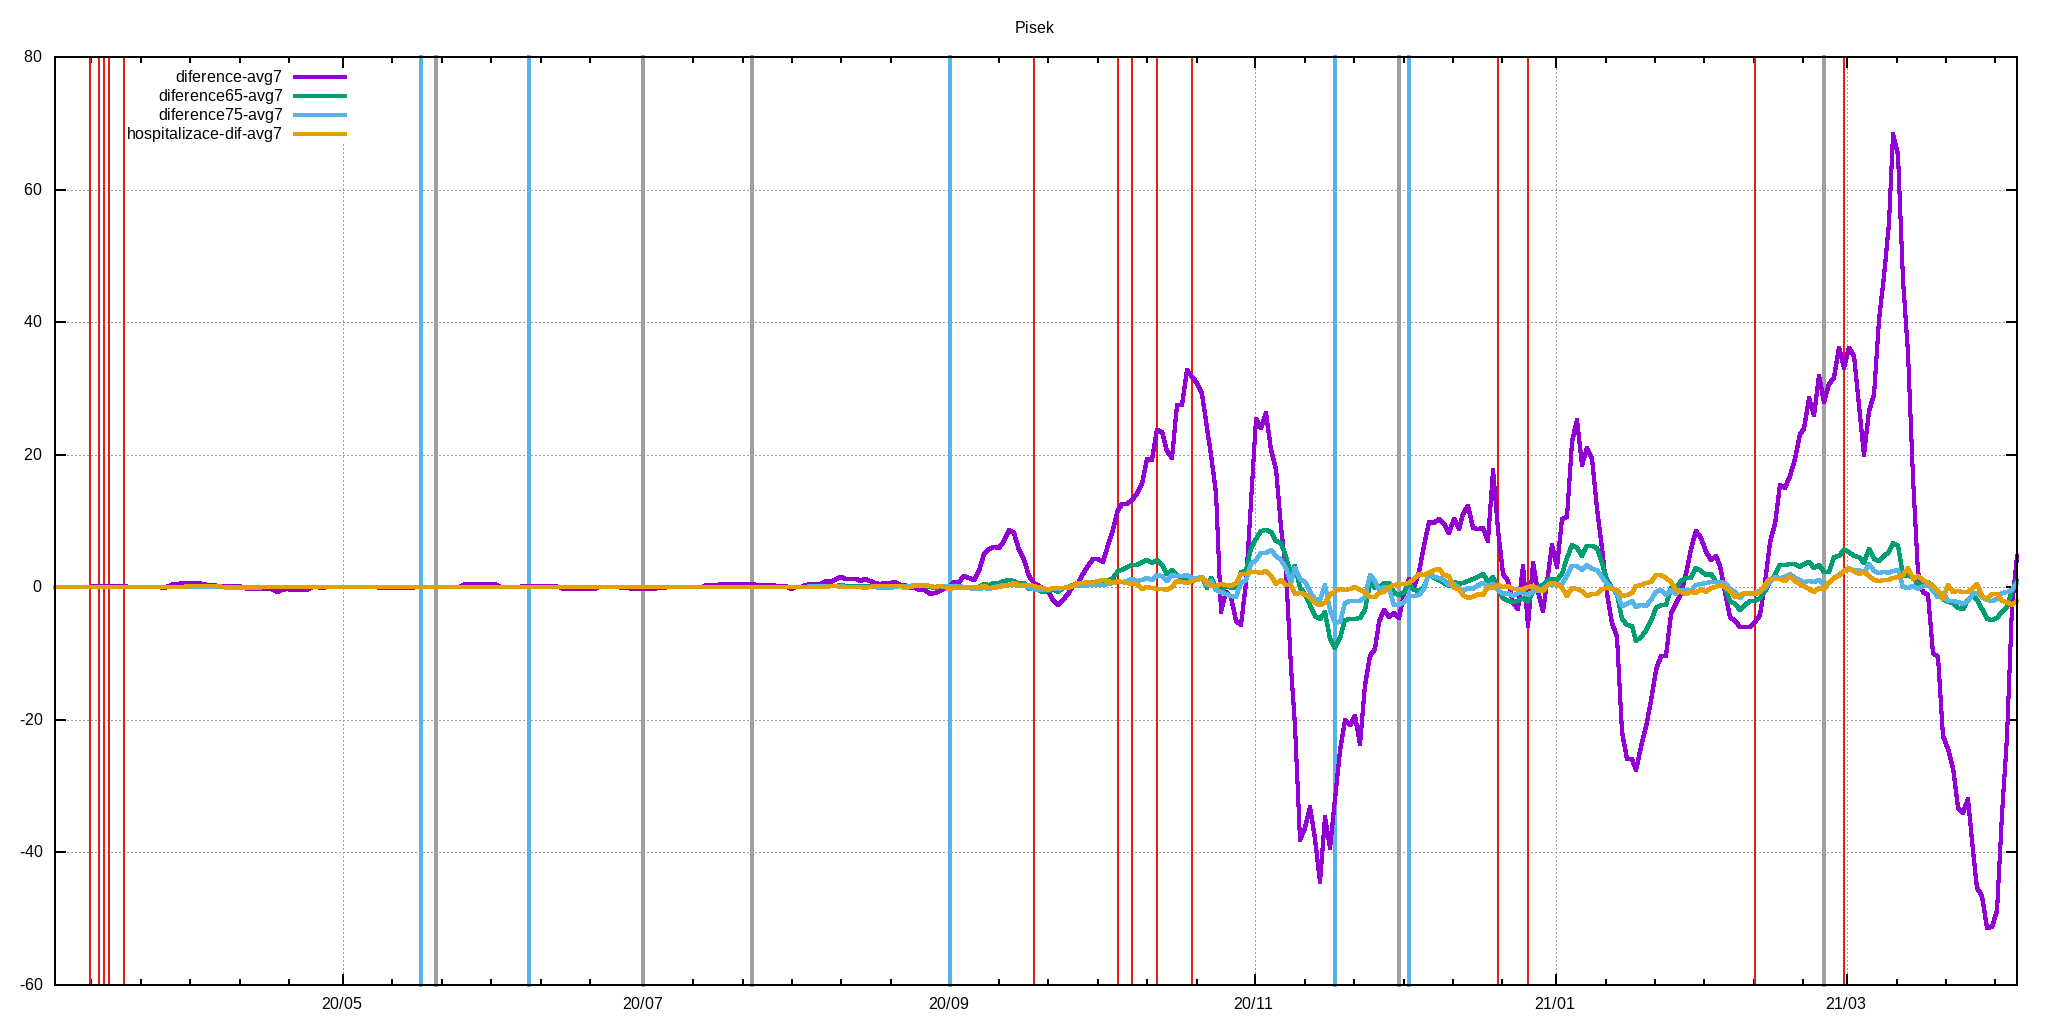 Pisek
80
60
40
20
0
-20
-40
-60
diference-avg7
diference65-avg7
diference75-avg7
hospitalizace-dif-avg7
20/05
20/07
20/09
20/11
21/01
21/03